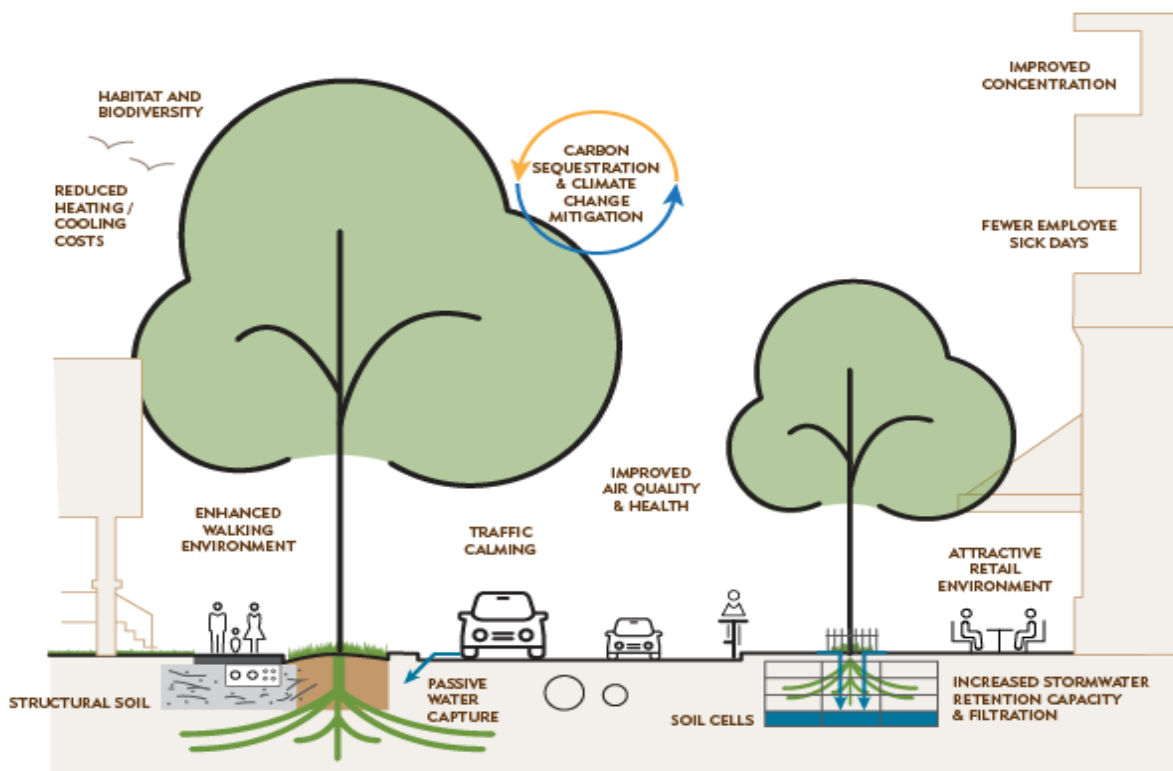 HABITAT AND
BIODIVERSITY
REDUCED
HEATING /
COOLING
COSTS
CARBON
SEQUESTRATION
& CLIMATE
CHANGE
MITIGATION
IMPROVED
CONCENTRATION
FEWER EMPLOYEE
SICK DAYS
ENHANCED
WALKING
ENVIRONMENT
TRAFFIC
CALMING
IMPROVED
AIR QUALITY
& HEALTH
ATTRACTIVE
RETAIL
ENVIRONMENT
STRUCTURAL SOIL
PASSIVE
WATER
CAPTURE
SOIL CELLS
INCREASED STORMWATER
RETENTION CAPACITY
& FILTRATION